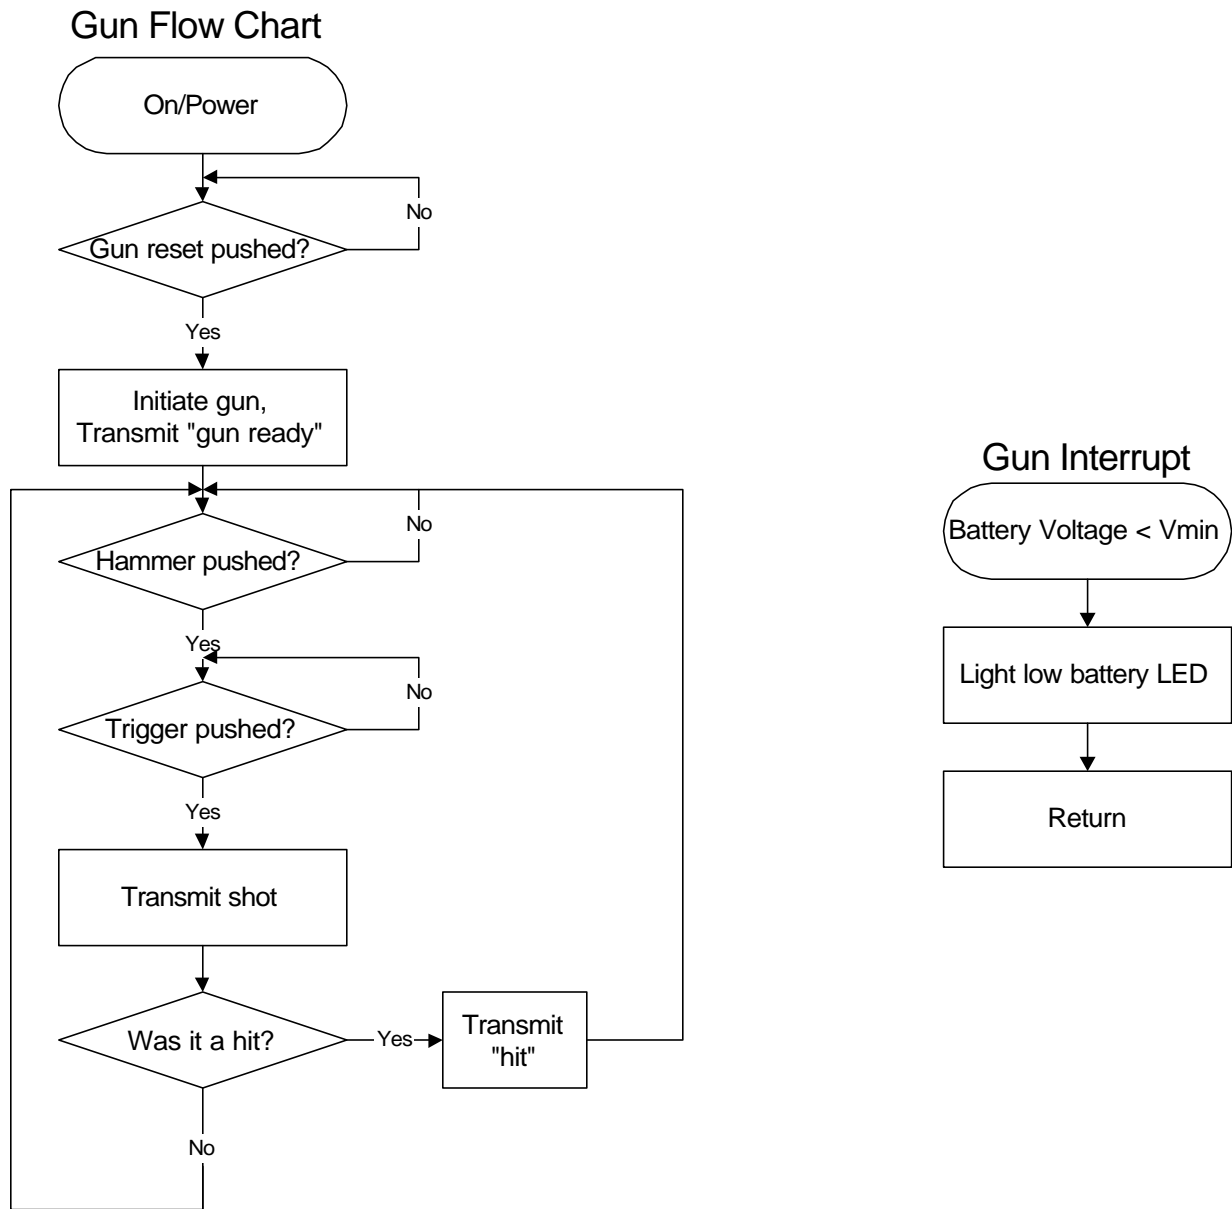 Gun Flow Chart
On/Power
No
Gun reset pushed?
Yes
Initiate gun,
Transmit "gun ready"
No
Hammer pushed?
Yes
No
Trigger pushed?
Yes
Transmit shot
Was it a hit?
Yes
Transmit
"hit"
No
Gun Interrupt
Battery Voltage < Vmin
Light low battery LED
Return